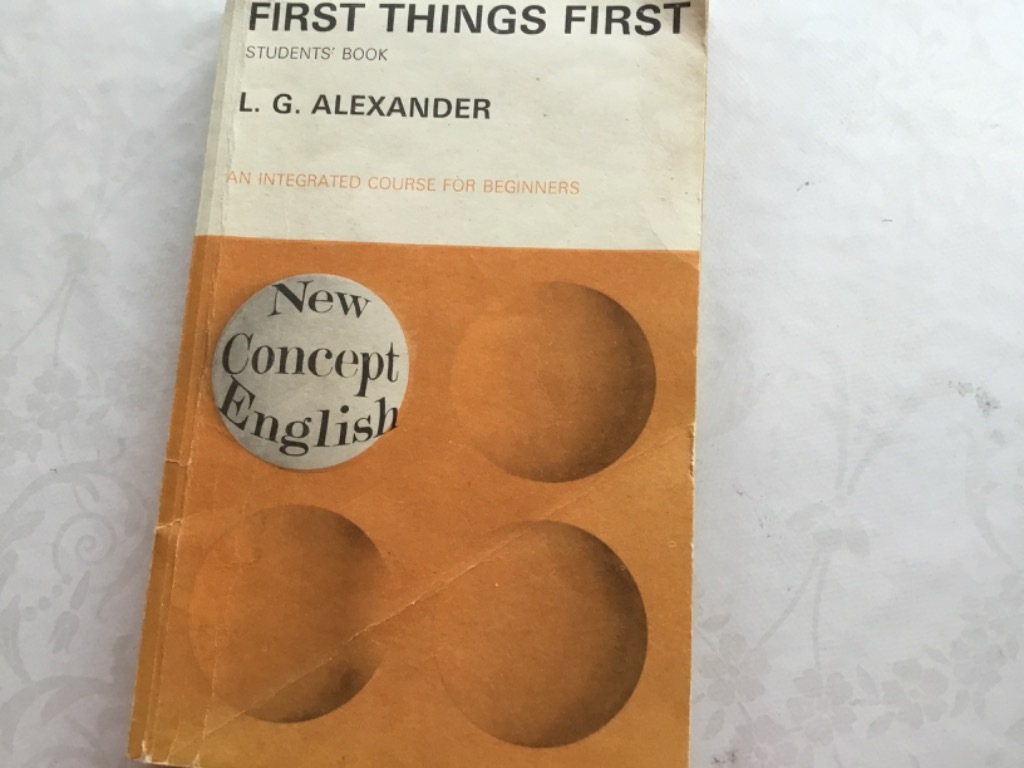 FIRST THINGS FIRST
STUDENTS' BOOK
L. G. ALEXANDER
AN INTEGRATED COURSE FOR BEGINNERS
New
Concept
English